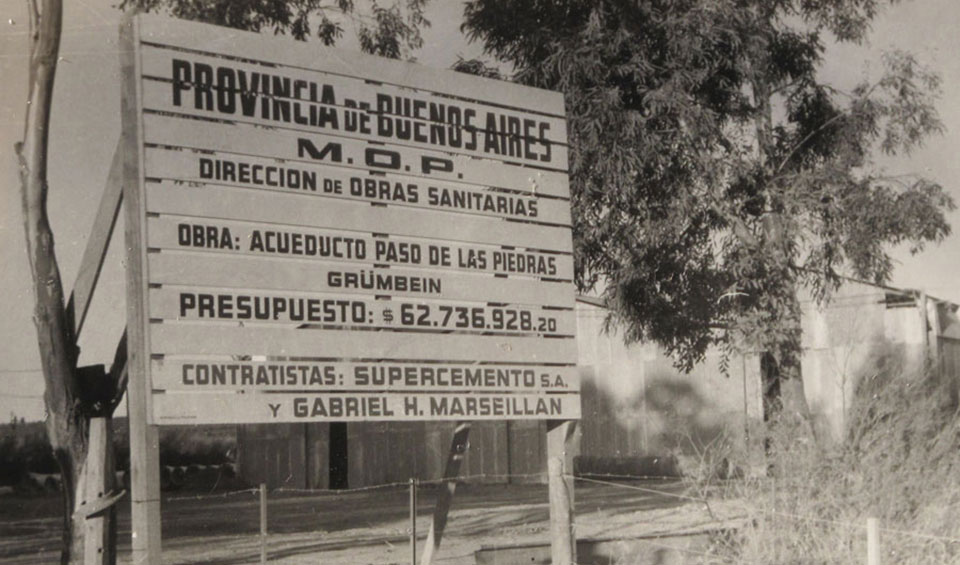 PROVINCIA DE BUENOS AIRES
M.O.P.
DIRECCION DE OBRAS SANITARIAS
OBRA: ACUEDUCTO PASO DE LAS PIEDRAS
GRÜMBEIN
PRESUPUESTO: $ 62.736.928.20
CONTRATISTAS: SUPERCEMENTO S.A.
Y GABRIEL H. MARSEILLAN